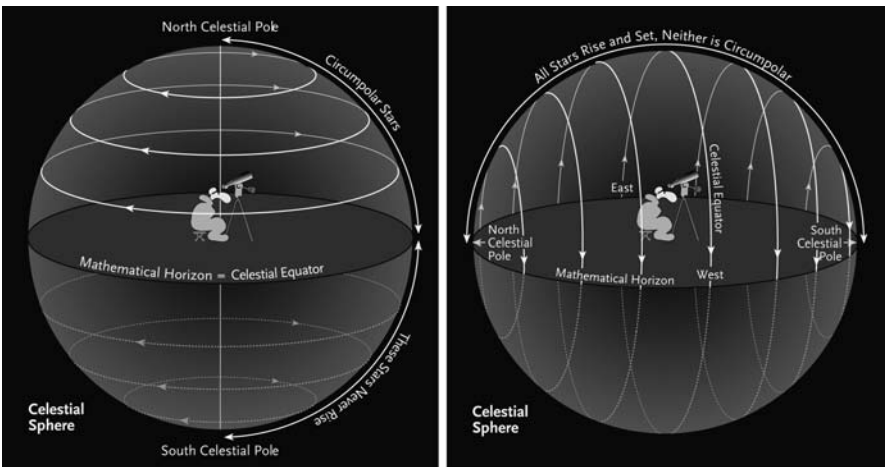 North Celestial Pole
Circumpolar Stars
Mathematical Horizon = Celestial Equator
These Stars Never Rise
Celestial
Sphere
South Celestial Pole
All Stars Rise and Set, Neither is Circumpolar
East
Celestial Equator
North
Celestial
Pole
South
Celestial
Pole
Mathematical Horizon
West
Celestial
Sphere